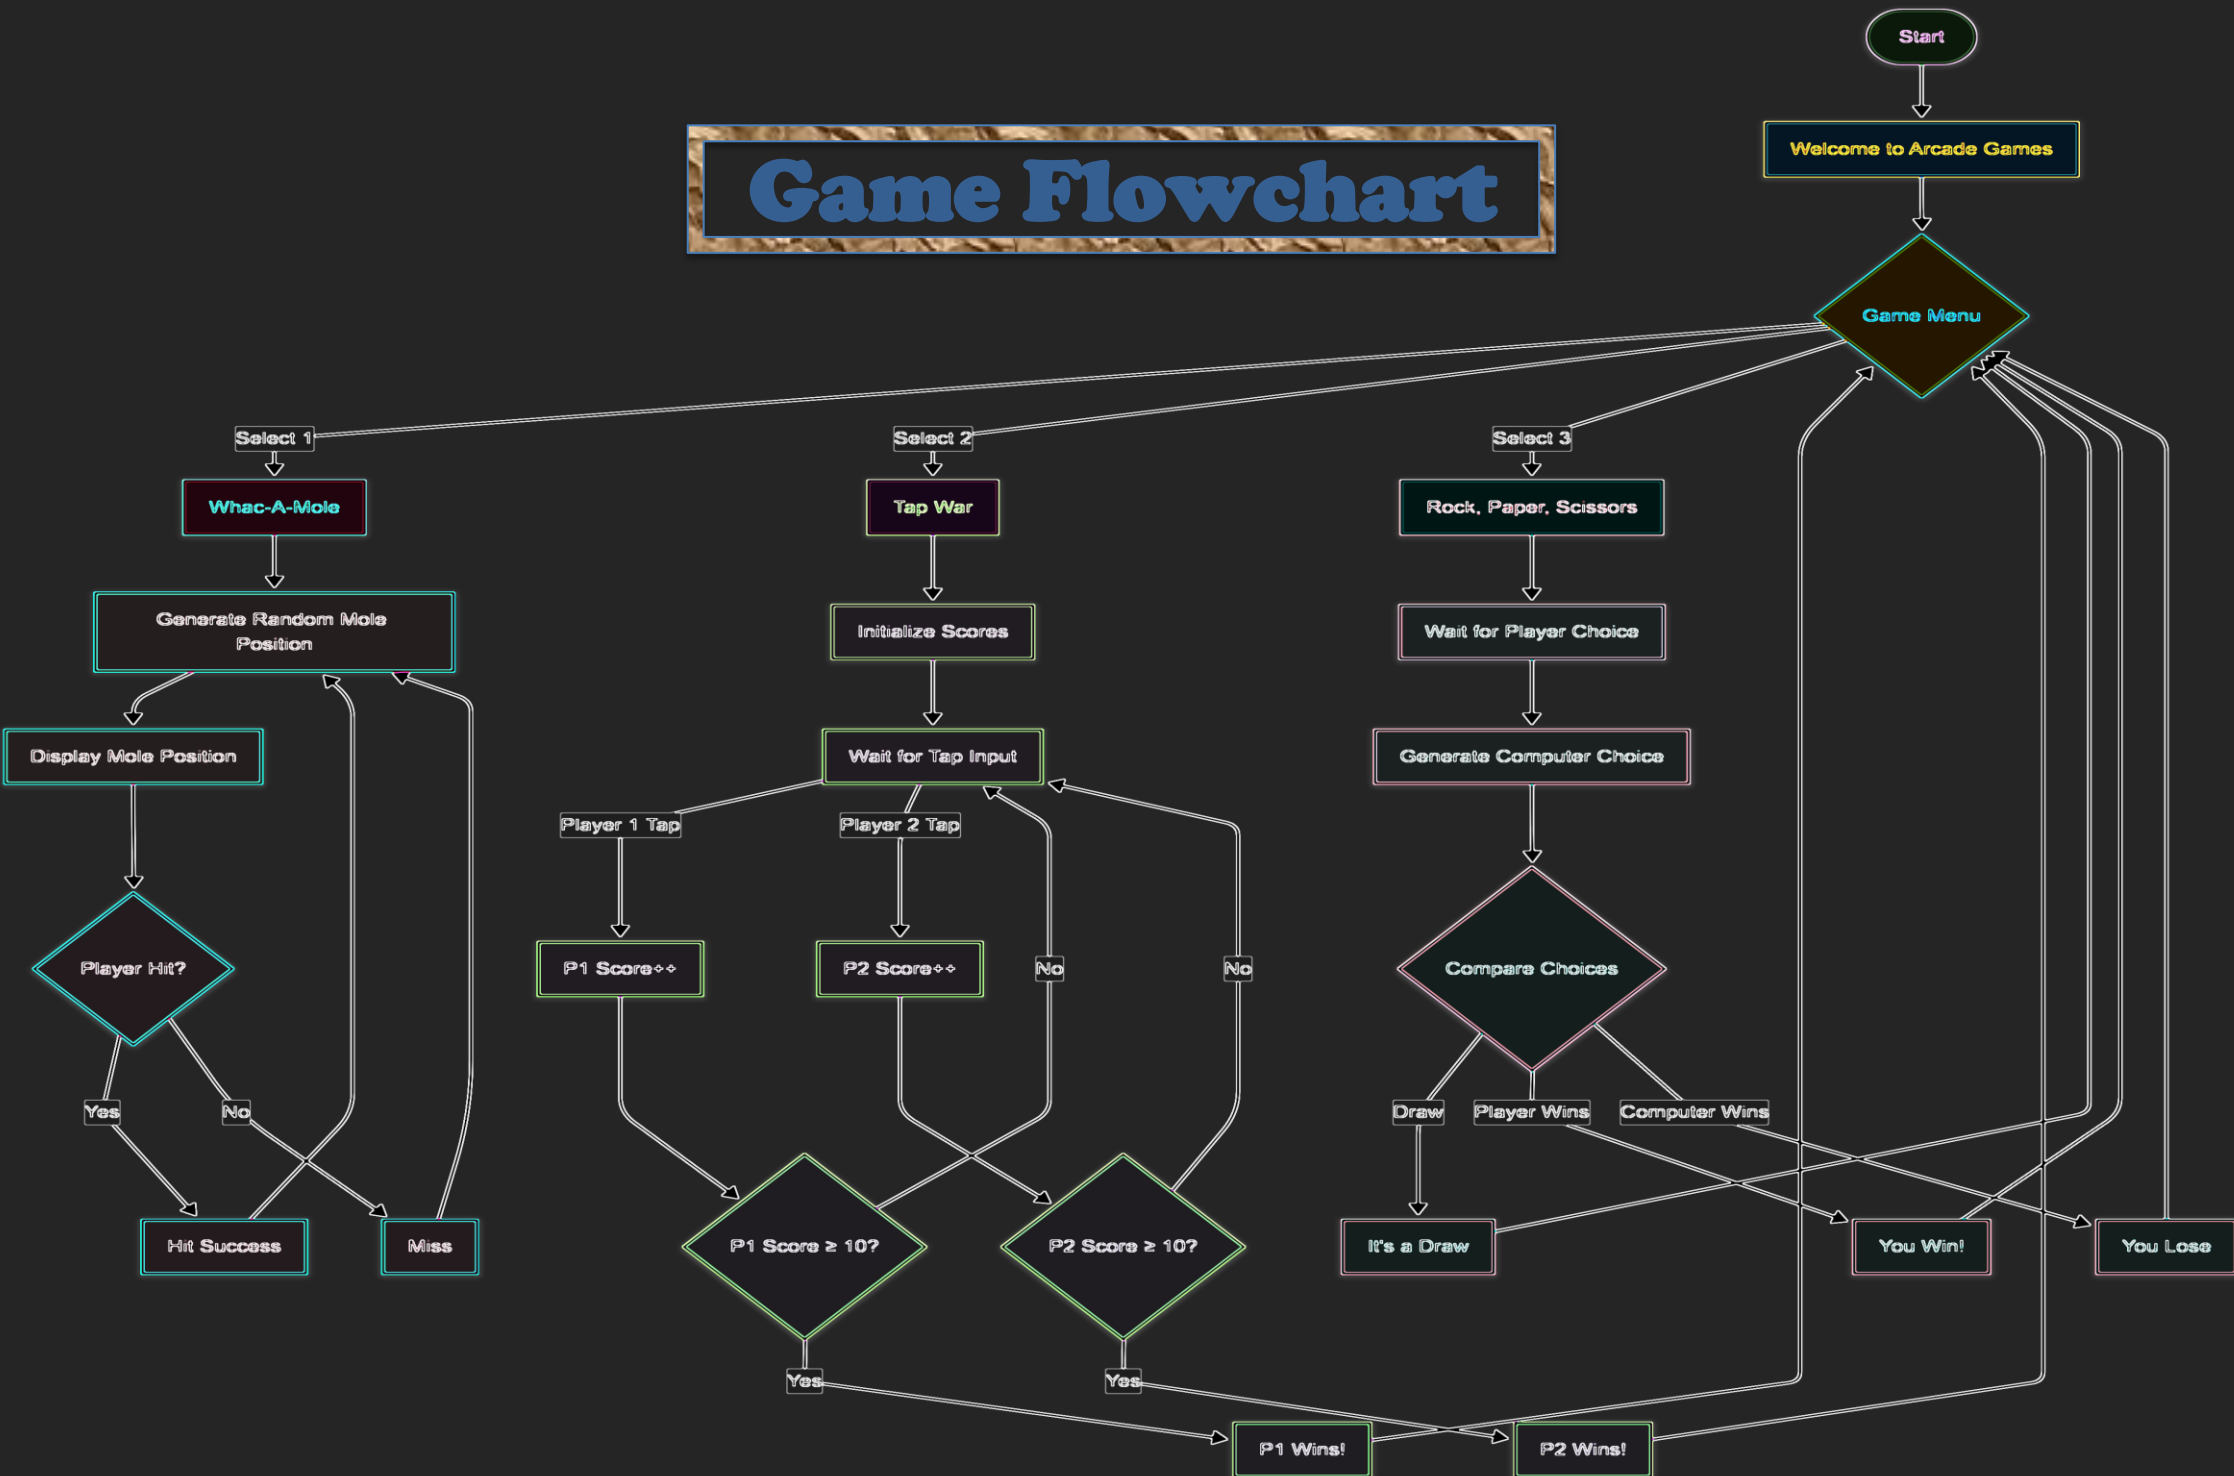 Start
Welcome to Arcade Games
Game Flowchart
Game Menu
Select 1
Select 2
Select 3
Whac-A-Mole
Tap War
Rock, Paper, Scissors
Generate Random Mole
Position
Initialize Scores
Wait for Player Choice
Display Mole Position
Wait for Tap Input
Generate Computer Choice
Player 1 Tap
Player 2 Tap
Player Hit?
P1 Score++
P2 Score++
No
No
Compare Choices
Yes
No
Draw
Player Wins
Computer Wins
Hit Success
Miss
P1 Score ≥ 10?
P2 Score ≥ 10?
It's a Draw
You Win!
You Lose
Yes
Yes
P1 Wins!
P2 Wins!